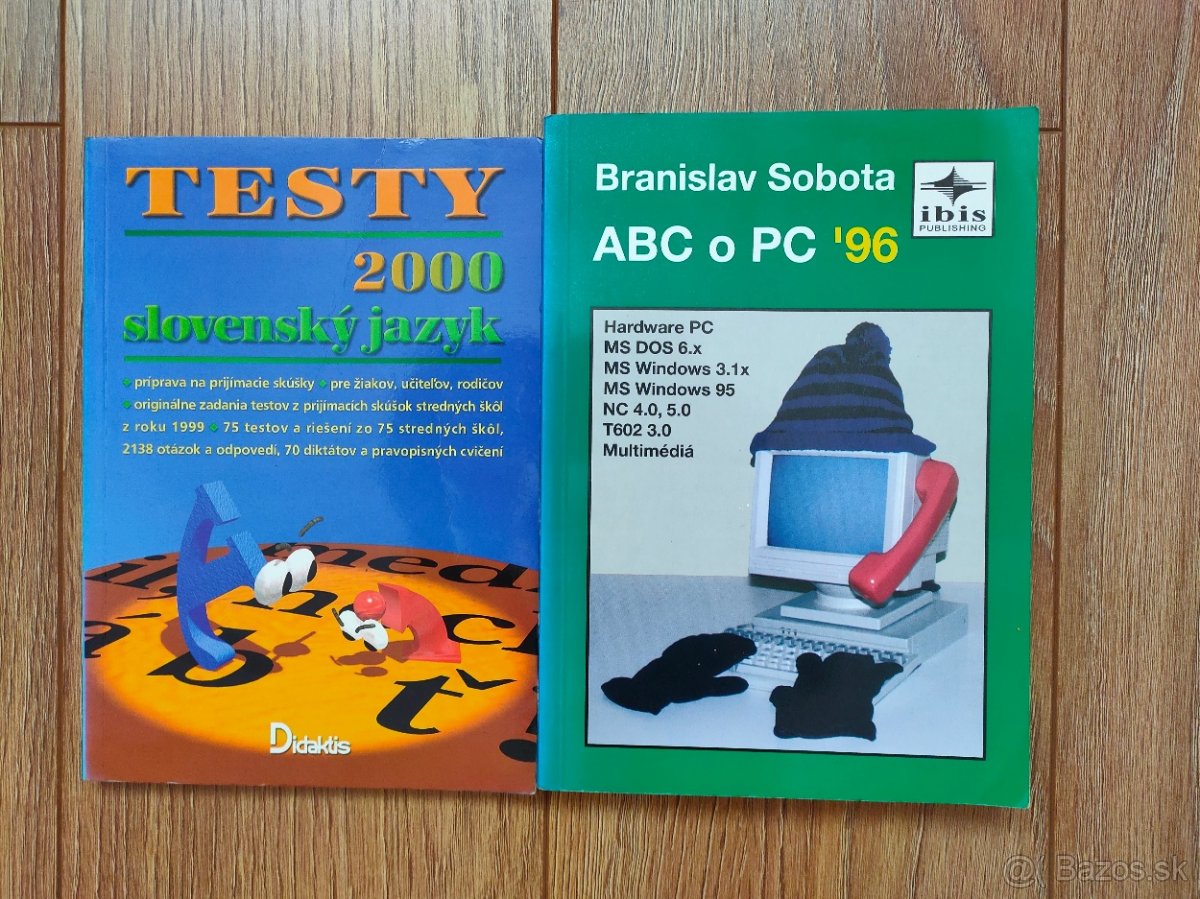 TESTY
2000
slovenský jazyk
príprava na prijímacie skúšky pre žiakov, učiteľov, rodičov
originálne zadania testov z prijímacích skúšok stredných škôl
z roku 1999 75 testov a riešení zo 75 stredných škôl,
2138 otázok a odpovedí, 70 diktátov a pravopisných cvičení
Didaktis
Branislav Sobota
ibis
PUBLISHING
ABC o PC '96
Hardware PC
MS DOS 6.x
MS Windows 3.1x
MS Windows 95
NC 4.0, 5.0
T602 3.0
Multimédiá
Bazos.sk